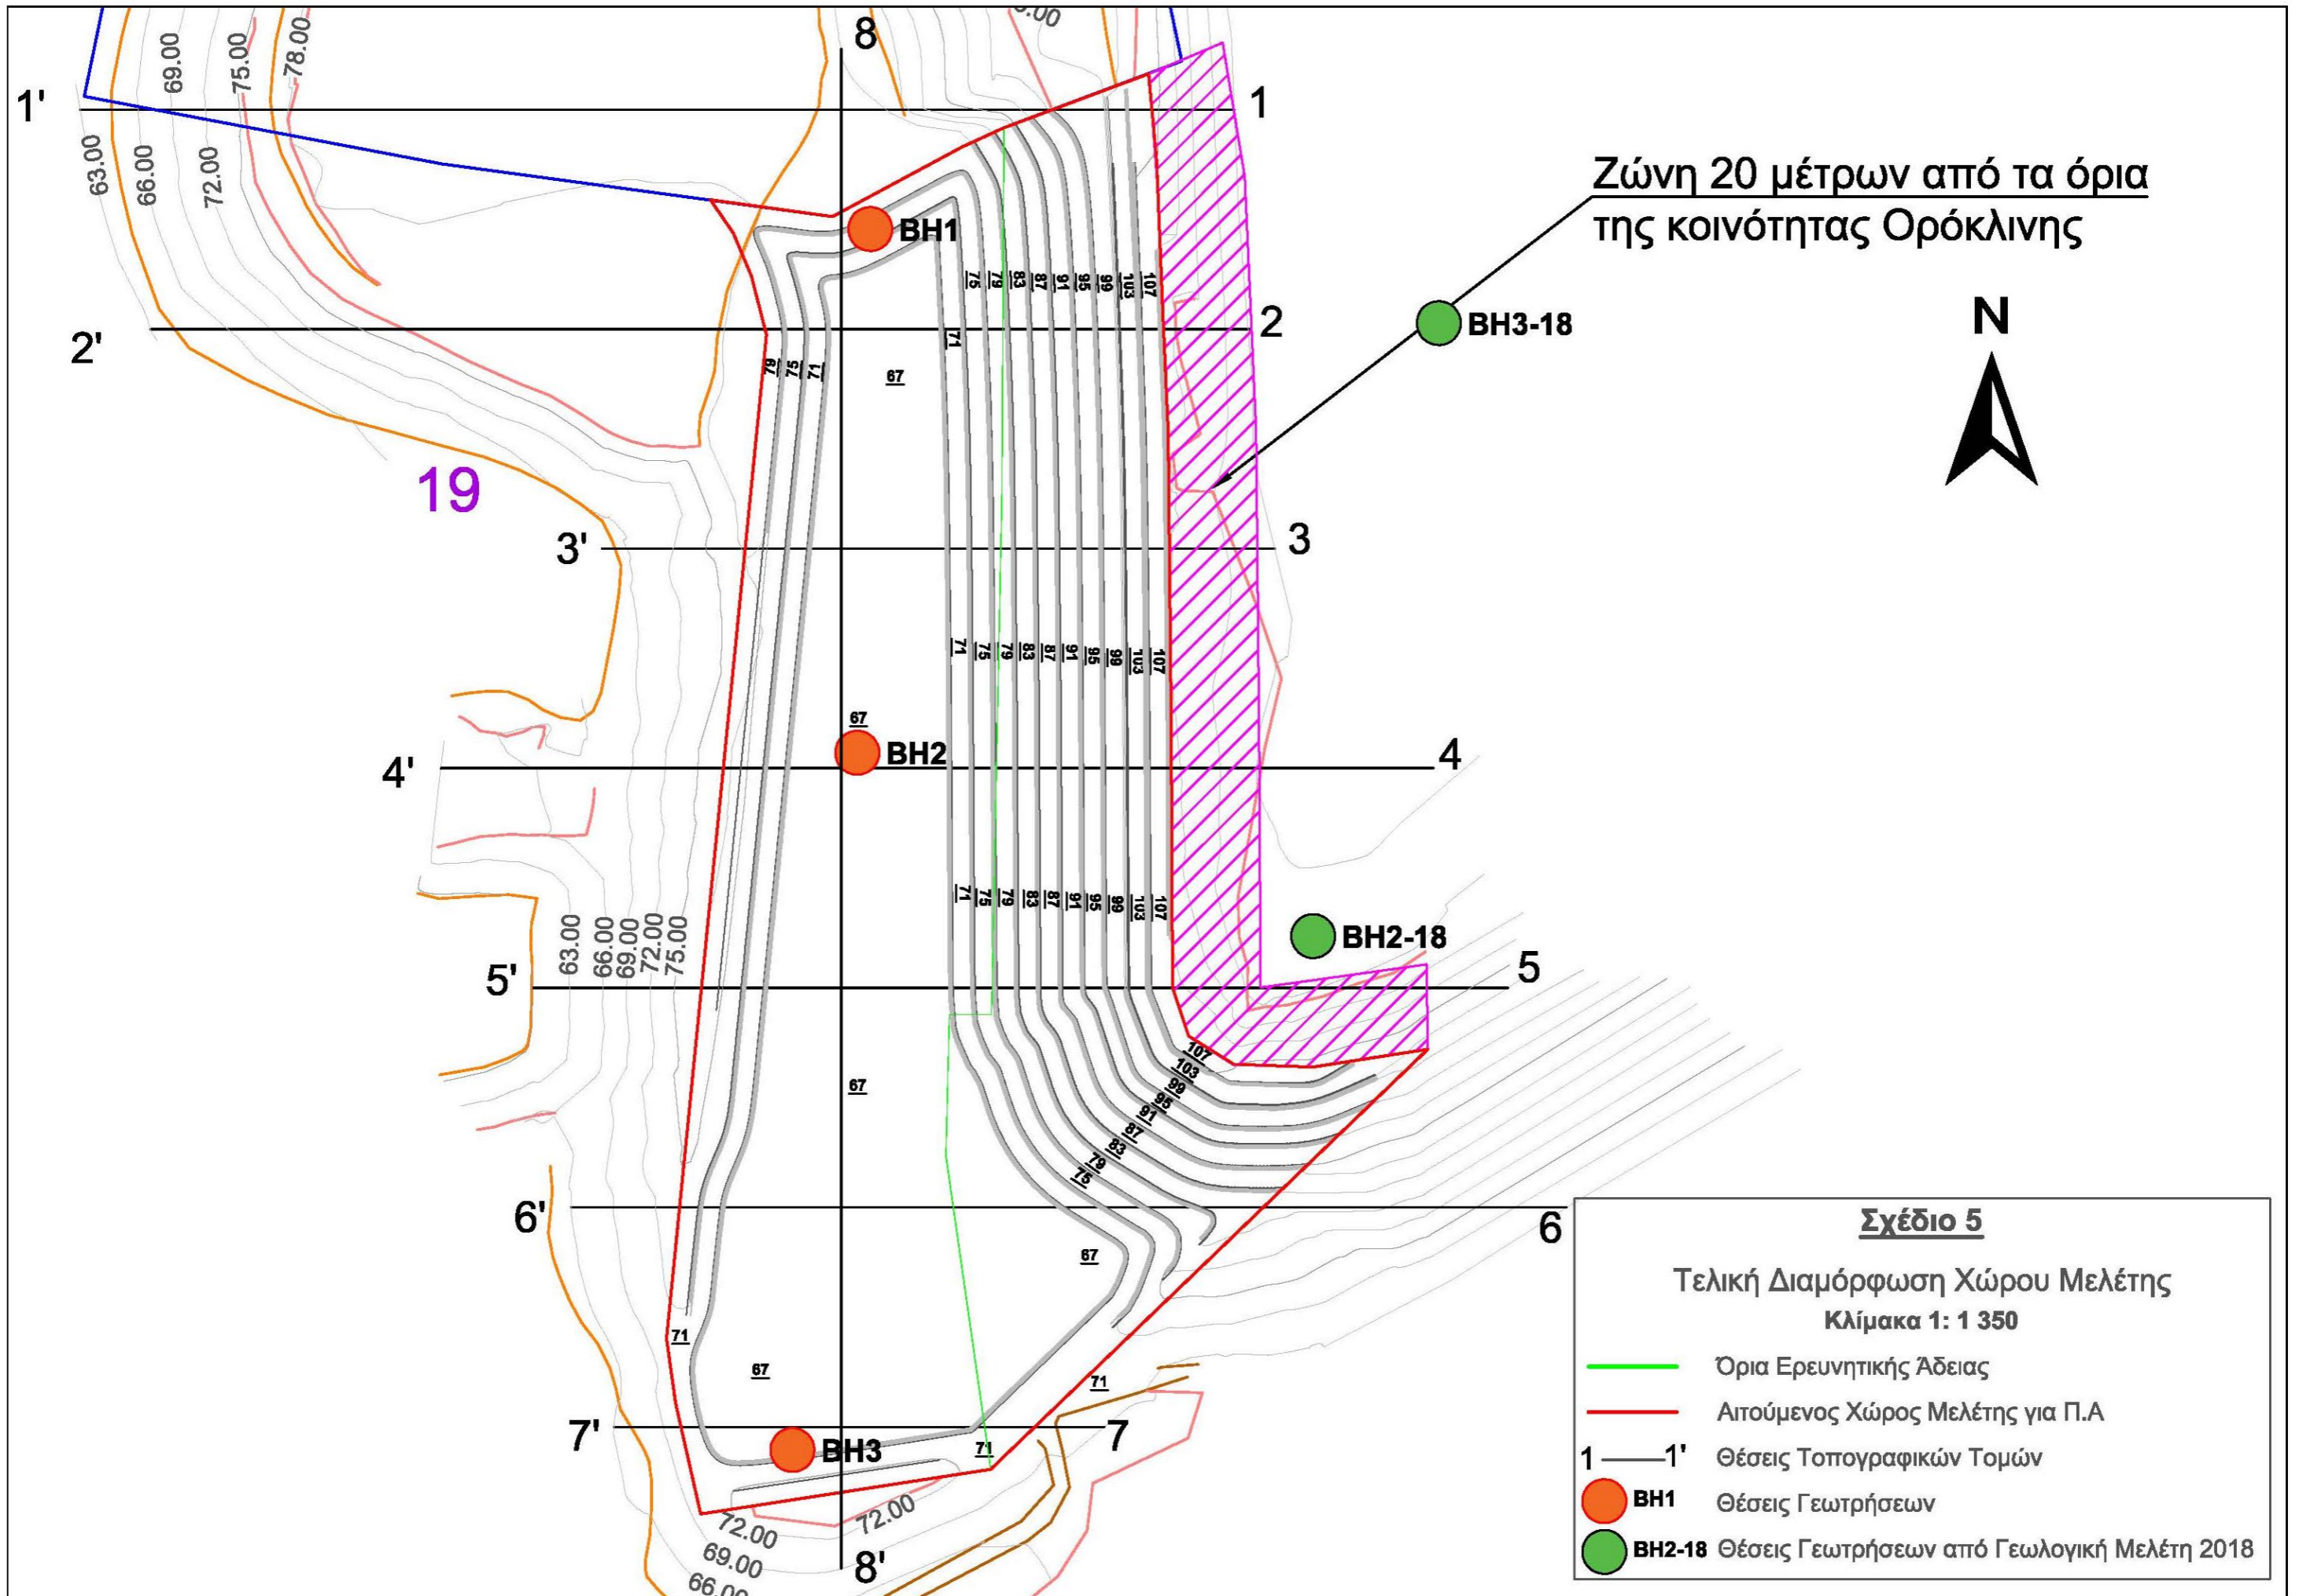 8
78.00
75.00
69.00
1'
1
63.00
66.00
72.00
Ζώνη 20 μέτρων από τα όρια
της κοινότητας Ορόκλινης
BH1
75 79 83 87 91 95 99 103 107
N
2'
2
BH3-18
71
79 75 71
67
19
3'
3
71 75 79 83 87 91 95 99 103 107
67
BH2
4'
4
71 75 79 83 87 91 95 99 103 107
63.00 66.00 69.00 72.00 75.00
BH2-18
5'
5
107
103
99
95
91
87
83
79
75
67
6'
6
67
71
67
71
7'
7
BH3
71
72.00
72.00
69.00
8'
Σχέδιο 5
Τελική Διαμόρφωση Χώρου Μελέτης
Κλίμακα 1: 1 350
Όρια Ερευνητικής Άδειας
Αιτούμενος Χώρος Μελέτης για Π.Α
1 1' Θέσεις Τοπογραφικών Τομών
BH1 Θέσεις Γεωτρήσεων
BH2-18 Θέσεις Γεωτρήσεων από Γεωλογική Μελέτη 2018